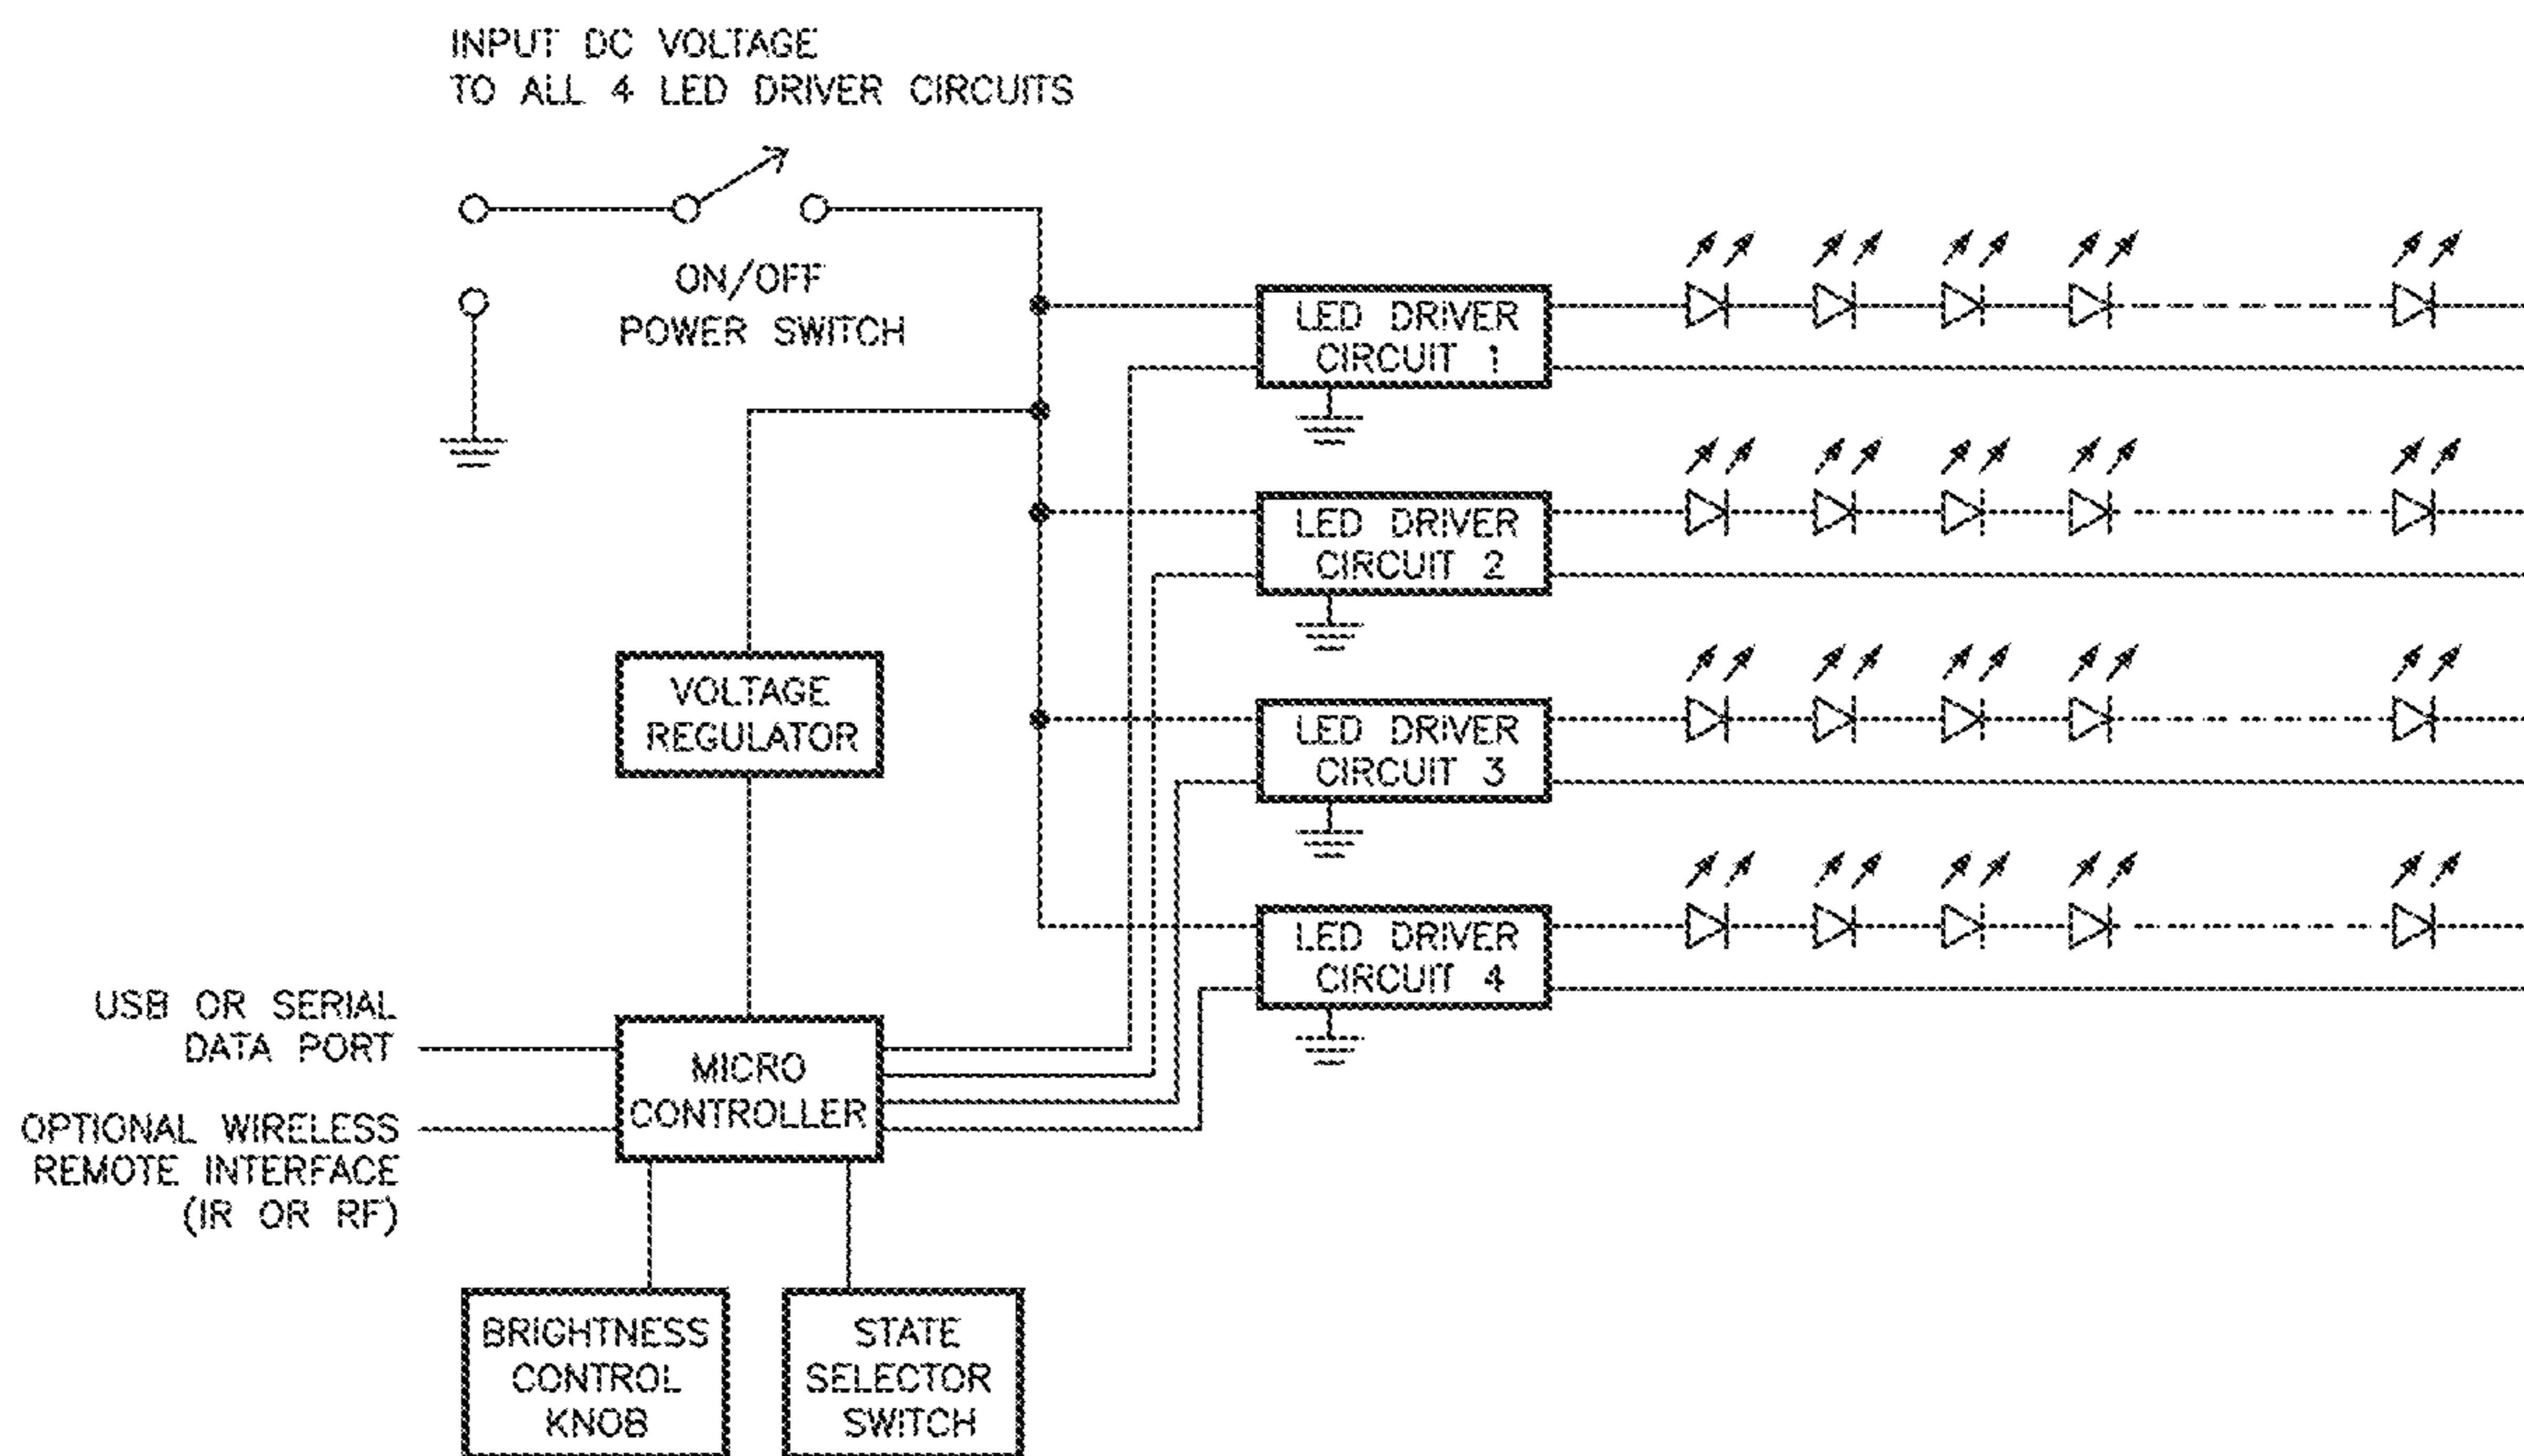 INPUT DC VOLTAGE
TO ALL 4 LED DRIVER CIRCUITS
ON/OFF
POWER SWITCH
LED DRIVER
CIRCUIT 1
LED DRIVER
CIRCUIT 2
VOLTAGE
REGULATOR
LED DRIVER
CIRCUIT 3
LED DRIVER
CIRCUIT 4
USB OR SERIAL
DATA PORT
MICRO
CONTROLLER
OPTIONAL WIRELESS
REMOTE INTERFACE
(IR OR RF)
BRIGHTNESS
CONTROL
KNOB
STATE
SELECTOR
SWITCH